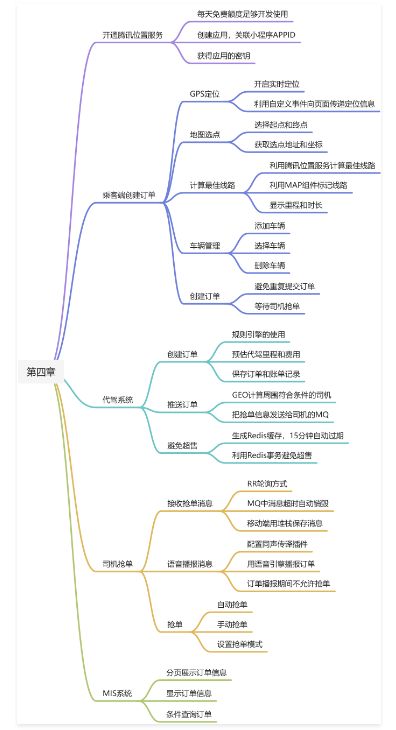 第四章
开通腾讯位置服务
每天免费额度足够开发使用
创建应用，关联小程序APPID
获得应用的密钥
乘客端创建订单
GPS定位
开启实时定位
利用自定义事件向页面传递定位信息
地图选点
选择起点和终点
获取选点地址和坐标
计算最佳线路
利用腾讯位置服务计算最佳线路
利用MAP组件标记线路
显示里程和时长
车辆管理
添加车辆
选择车辆
删除车辆
创建订单
避免重复提交订单
等待司机抢单
代驾系统
创建订单
规则引擎的使用
预估代驾里程和费用
保存订单和账单记录
推送订单
GEO计算周围符合条件的司机
把抢单信息发送给司机的MQ
避免超售
生成Redis缓存，15分钟自动过期
利用Redis事务避免超售
司机抢单
接收抢单消息
RR轮询方式
MQ中消息超时自动销毁
移动端用堆栈保存消息
语音播报消息
配置同声传译插件
用语音引擎播报订单
订单播报期间不允许抢单
抢单
自动抢单
手动抢单
设置抢单模式
MIS系统
分页展示订单信息
显示订单信息
条件查询订单